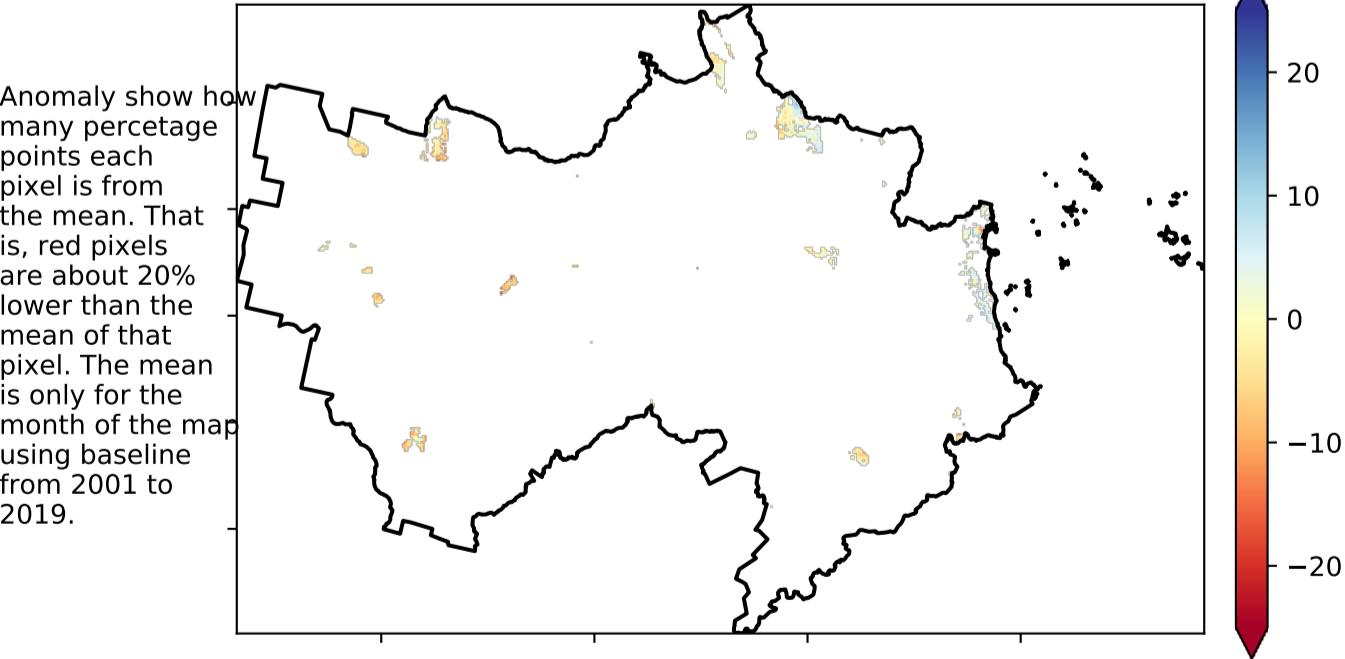 Anomaly show how
many percetage
points each
pixel is from
the mean. That
is, red pixels
are about 20%
lower than the
mean of that
pixel. The mean
is only for the
month of the map
using baseline
from 2001 to
2019.
20
10
0
−10
−20